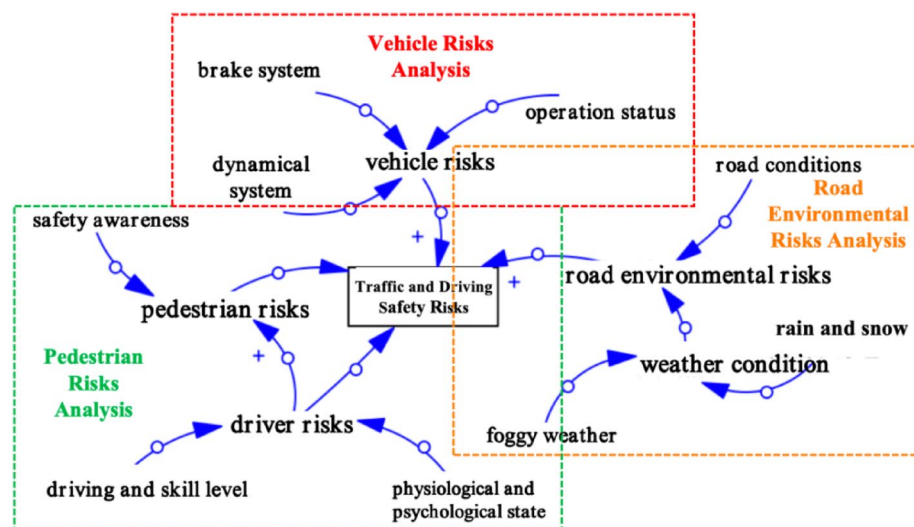 Vehicle Risks
Analysis
brake system
operation status
vehicle risks
dynamical
system
road conditions
Road
Environmental
Risks Analysis
safety awareness
+
+
Traffic and Driving
Safety Risks
road environmental risks
pedestrian risks
rain and snow
+
Pedestrian
Risks
Analysis
weather condition
driver risks
foggy weather
driving and skill level
physiological and
psychological state